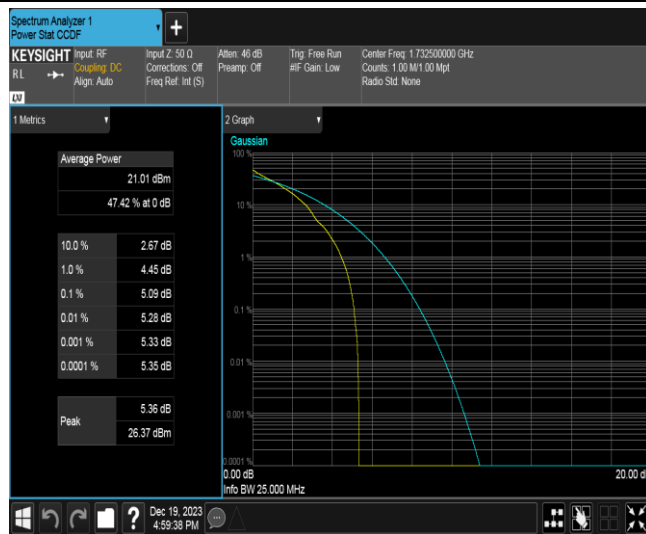 Spectrum Analyzer 1
Power Stat CCDF
+
KEYSIGHT
RL
LXI
Input: RF
Coupling: DC
Align: Auto
Input Z: 50 Ω
Corrections: Off
Freq Ref: Int (S)
Atten: 46 dB
Preamp: Off
Trig: Free Run
#IF Gain: Low
Center Freq: 1.732500000 GHz
Counts: 1.00 M/1.00 Mpt
Radio Std: None
1 Metrics
Average Power
21.01 dBm
47.42 % at 0 dB
10.0 % 2.67 dB
1.0 % 4.45 dB
0.1 % 5.09 dB
0.01 % 5.28 dB
0.001 % 5.33 dB
0.0001 % 5.35 dB
Peak
5.36 dB
26.37 dBm
2 Graph
Gaussian
100 %
10 %
1 %
0.1 %
0.01 %
0.001 %
0.0001 %
0.00 dB
20.00 d
Info BW 25.000 MHz
?
Dec 19, 2023
4:59:38 PM